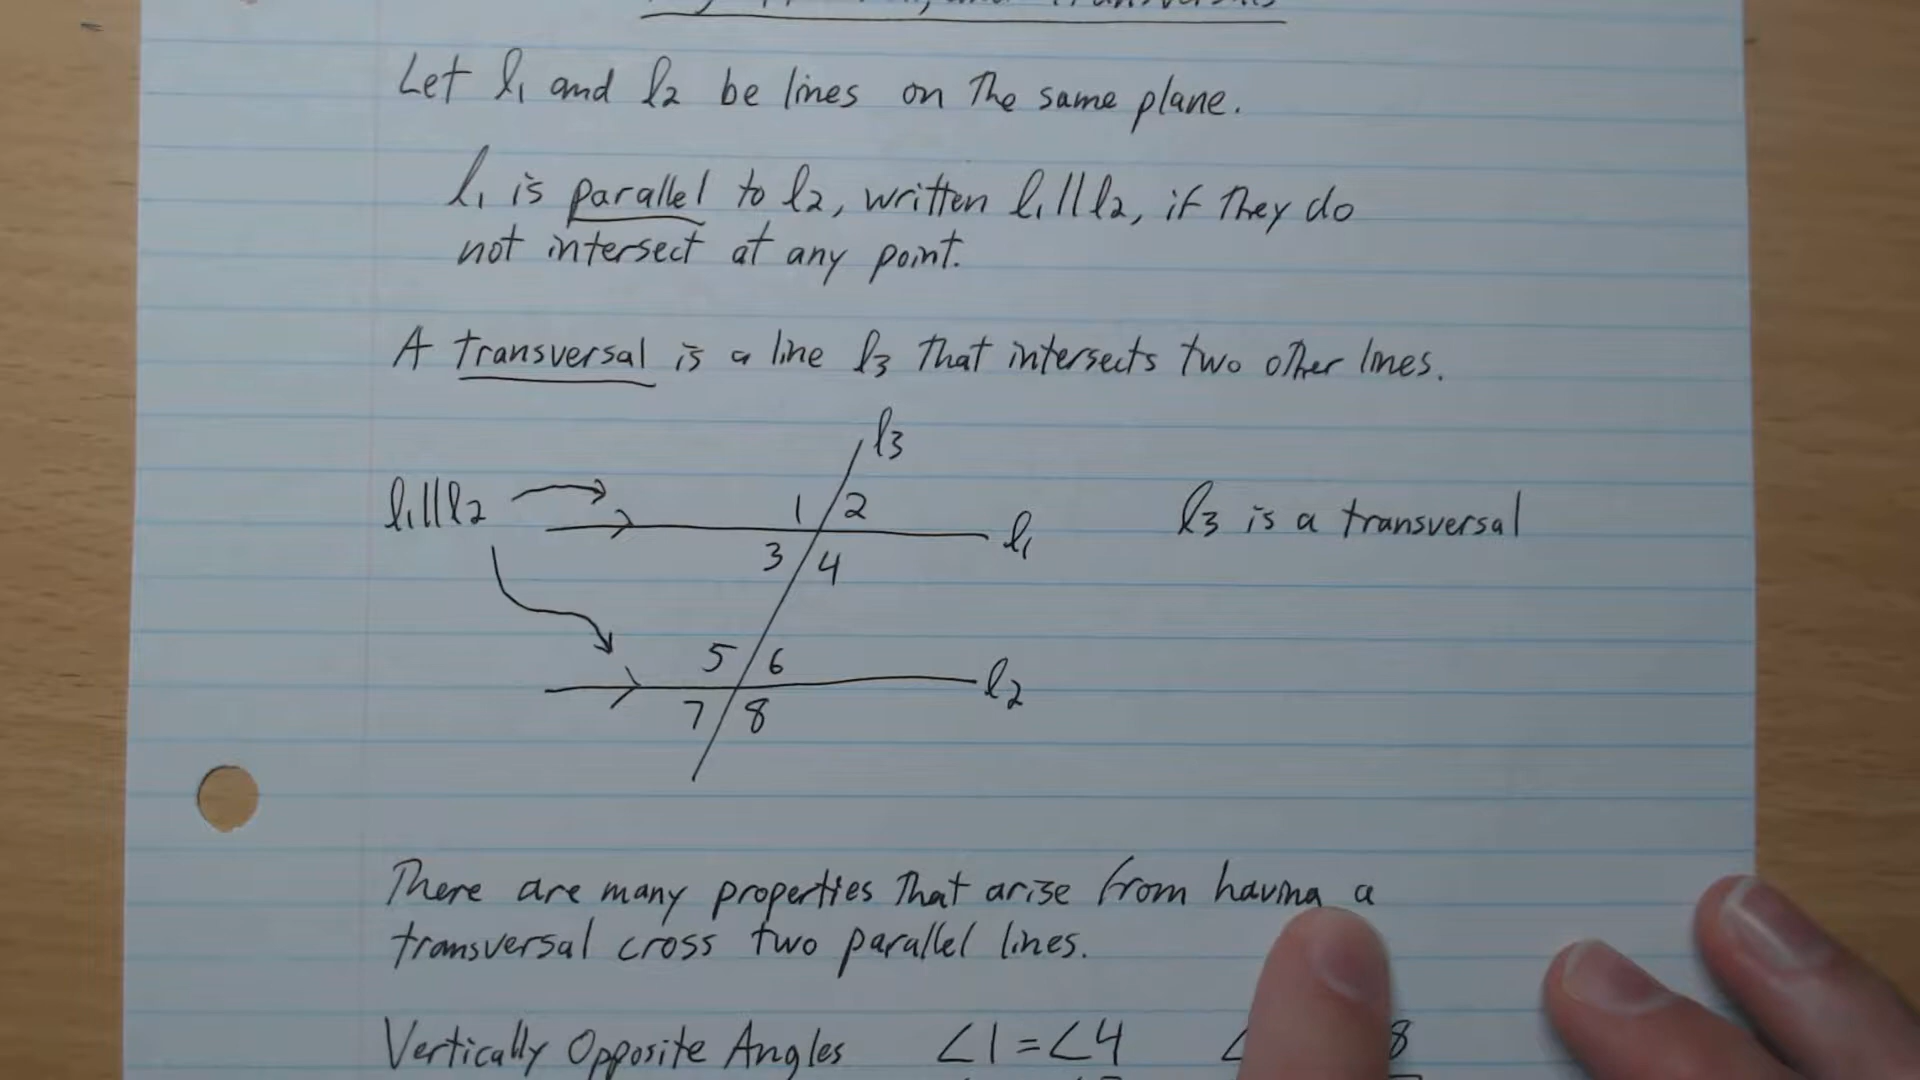 Let l₁ and l₂ be lines on the same plane.
l₁ is parallel to l₂, written l₁||l₂, if they do
not intersect at any point.
A transversal is a line l₃ that intersects two other lines.
l₃
l₁||l₂
1 2
l₁
l₃ is a transversal
3 4
5 6
l₂
7 8
There are many properties that arise from having a
transversal cross two parallel lines.
Vertically Opposite Angles ∠1 = ∠4 ∠ 8